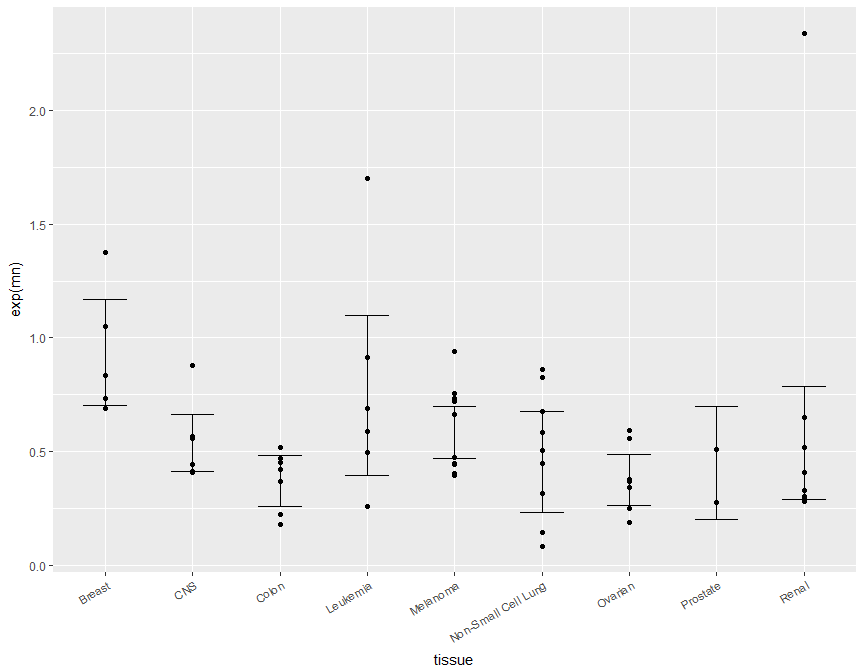 exp(mn)
2.0
1.5
1.0
0.5
0.0
Breast
CNS
Colon
Leukemia
Melanoma
Non-Small Cell Lung
Ovarian
Prostate
Renal
tissue